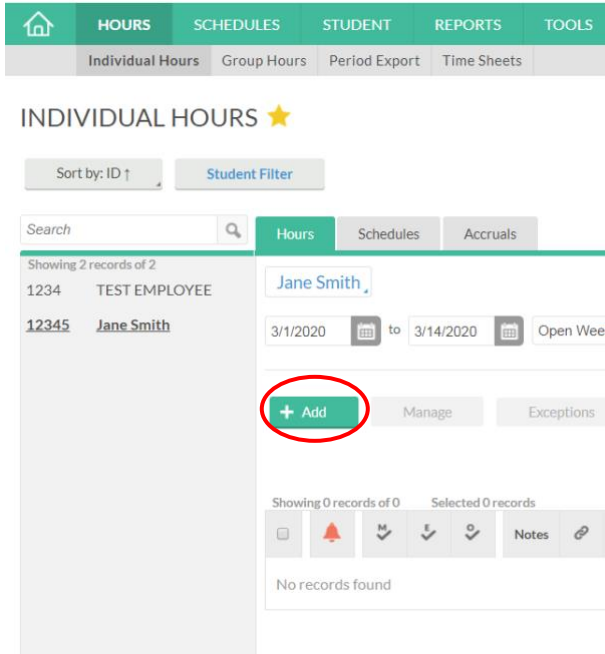 HOURS SCHEDULES STUDENT REPORTS TOOLS
Individual Hours Group Hours Period Export Time Sheets
INDIVIDUAL HOURS
Sort by: ID ↑ Student Filter
Search
Hours Schedules Accruals
Showing 2 records of 2
1234 TEST EMPLOYEE
12345 Jane Smith
Jane Smith
3/1/2020 to 3/14/2020 Open Wee
+ Add Manage Exceptions
Showing 0 records of 0 Selected 0 records
M E O Notes
No records found